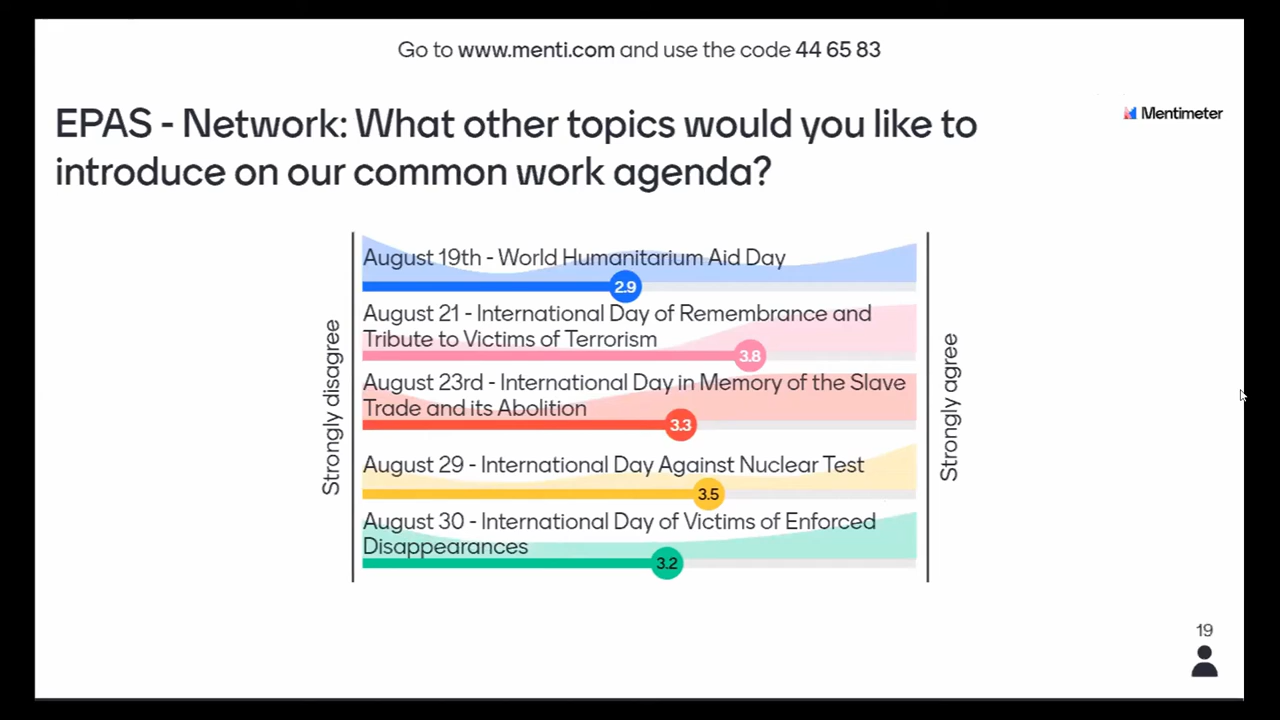 Go to www.menti.com and use the code 44 65 83
EPAS - Network: What other topics would you like to
introduce on our common work agenda?
Mentimeter
Strongly disagree
August 19th - World Humanitarium Aid Day
2.9
August 21 - International Day of Remembrance and
Tribute to Victims of Terrorism
3.8
August 23rd - International Day in Memory of the Slave
Trade and its Abolition
3.3
August 29 - International Day Against Nuclear Test
3.5
August 30 - International Day of Victims of Enforced
Disappearances
3.2
Strongly agree
19